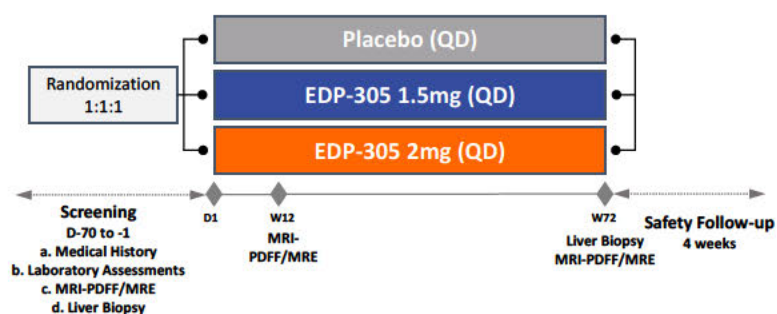 Placebo (QD)
Randomization
1:1:1
EDP-305 1.5mg (QD)
EDP-305 2mg (QD)
Screening
D-70 to -1
a. Medical History
b. Laboratory Assessments
c. MRI-PDFF/MRE
d. Liver Biopsy
D1
W12
MRI-
PDFF/MRE
W72
Liver Biopsy
MRI-PDFF/MRE
Safety Follow-up
4 weeks